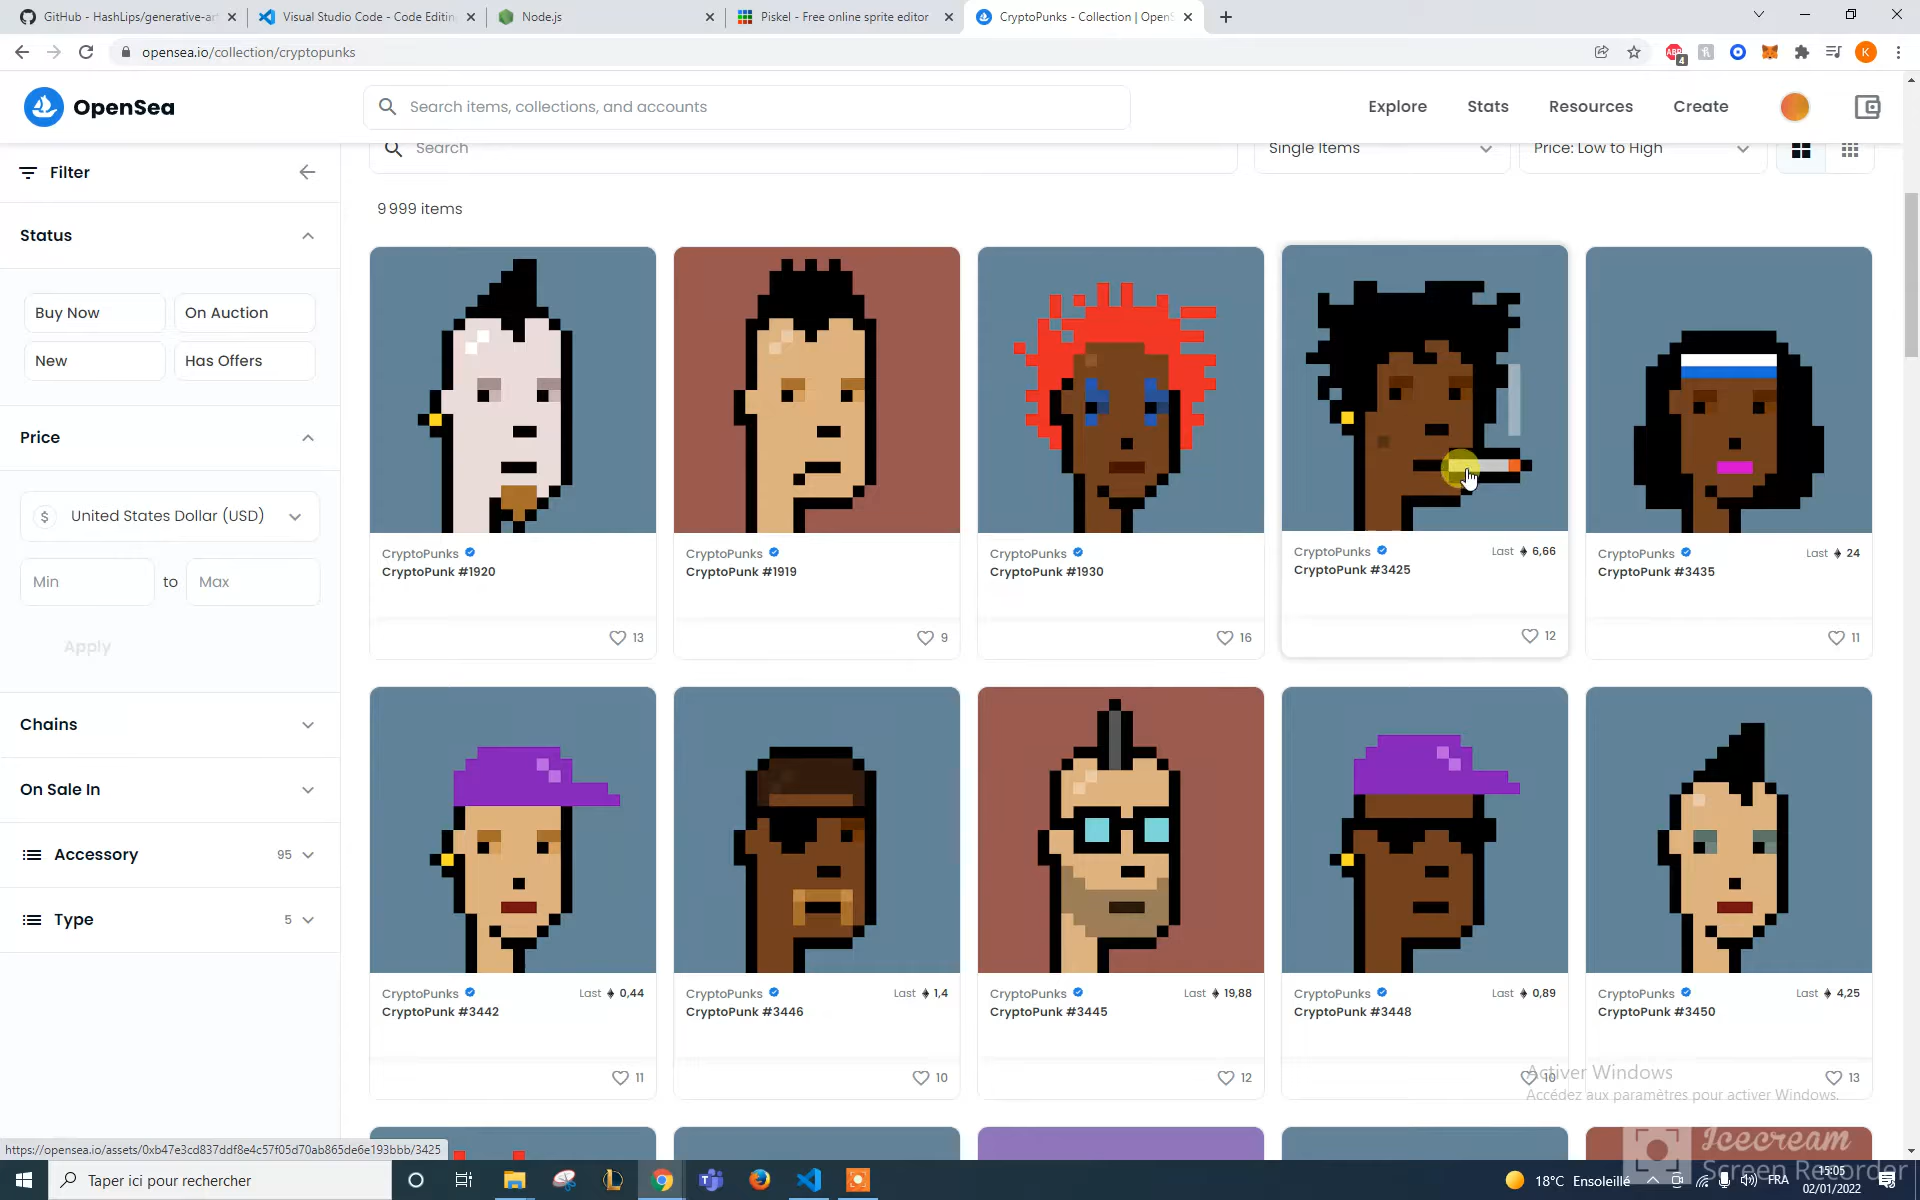 GitHub - HashLips/generative-ar
Visual Studio Code - Code Editing
Node.js
Piskel - Free online sprite editor
CryptoPunks - Collection | OpenS
opensea.io/collection/cryptopunks
4
K
OpenSea
Search items, collections, and accounts
Explore
Stats
Resources
Create
Filter
Search
Single Items
Price: Low to High
Status
9 999 items
Buy Now
On Auction
New
Has Offers
Price
$ United States Dollar (USD)
Min to Max
Apply
Chains
On Sale In
Accessory 95
Type 5
CryptoPunks
CryptoPunk #1920
13
CryptoPunks
CryptoPunk #1919
9
CryptoPunks
CryptoPunk #1930
16
CryptoPunks Last 6,66
CryptoPunk #3425
12
CryptoPunks Last 24
CryptoPunk #3435
11
CryptoPunks Last 0,44
CryptoPunk #3442
11
CryptoPunks Last 1,4
CryptoPunk #3446
10
CryptoPunks Last 19,88
CryptoPunk #3445
12
CryptoPunks Last 0,89
CryptoPunk #3448
10
CryptoPunks Last 4,25
CryptoPunk #3450
13
Activer Windows
Accédez aux paramètres pour activer Windows.
https://opensea.io/assets/0xb47e3cd837ddf8e4c57f05d70ab865de6e193bbb/3425
Icecream
Screen Recorder
Taper ici pour rechercher
18°C Ensoleillé
FRA
15:05
02/01/2022